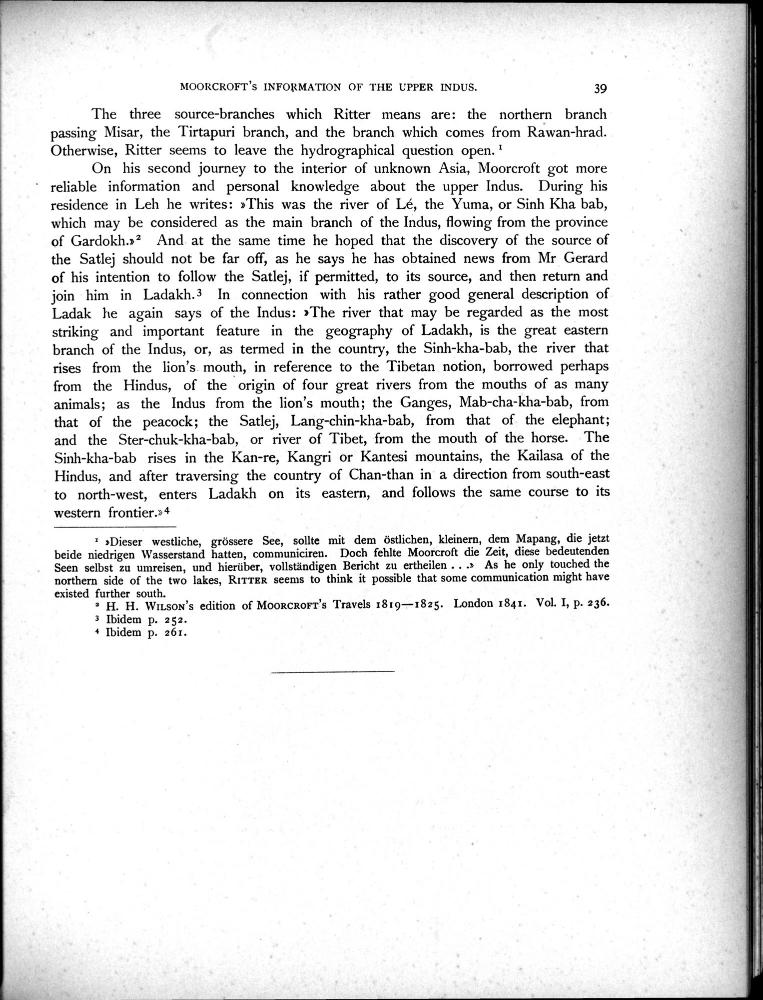 MOORCROFT'S INFORMATION OF THE UPPER INDUS. 39
The three source-branches which Ritter means are: the northern branch
passing Misar, the Tirtapuri branch, and the branch which comes from Rawan-hrad.
Otherwise, Ritter seems to leave the hydrographical question open. ¹
On his second journey to the interior of unknown Asia, Moorcroft got more
reliable information and personal knowledge about the upper Indus. During his
residence in Leh he writes: »This was the river of Lé, the Yuma, or Sinh Kha bab,
which may be considered as the main branch of the Indus, flowing from the province
of Gardokh.»² And at the same time he hoped that the discovery of the source of
the Satlej should not be far off, as he says he has obtained news from Mr Gerard
of his intention to follow the Satlej, if permitted, to its source, and then return and
join him in Ladakh.³ In connection with his rather good general description of
Ladak he again says of the Indus: »The river that may be regarded as the most
striking and important feature in the geography of Ladakh, is the great eastern
branch of the Indus, or, as termed in the country, the Sinh-kha-bab, the river that
rises from the lion's mouth, in reference to the Tibetan notion, borrowed perhaps
from the Hindus, of the origin of four great rivers from the mouths of as many
animals; as the Indus from the lion's mouth; the Ganges, Mab-cha-kha-bab, from
that of the peacock; the Satlej, Lang-chin-kha-bab, from that of the elephant;
and the Ster-chuk-kha-bab, or river of Tibet, from the mouth of the horse. The
Sinh-kha-bab rises in the Kan-re, Kangri or Kantesi mountains, the Kailasa of the
Hindus, and after traversing the country of Chan-than in a direction from south-east
to north-west, enters Ladakh on its eastern, and follows the same course to its
western frontier.»⁴
¹ »Dieser westliche, grössere See, sollte mit dem östlichen, kleinern, dem Mapang, die jetzt
beide niedrigen Wasserstand hatten, communiciren. Doch fehlte Moorcroft die Zeit, diese bedeutenden
Seen selbst zu umreisen, und hierüber, vollständigen Bericht zu ertheilen . . .» As he only touched the
northern side of the two lakes, RITTER seems to think it possible that some communication might have
existed further south.
² H. H. WILSON's edition of MOORCROFT's Travels 1819—1825. London 1841. Vol. I, p. 236.
³ Ibidem p. 252.
⁴ Ibidem p. 261.